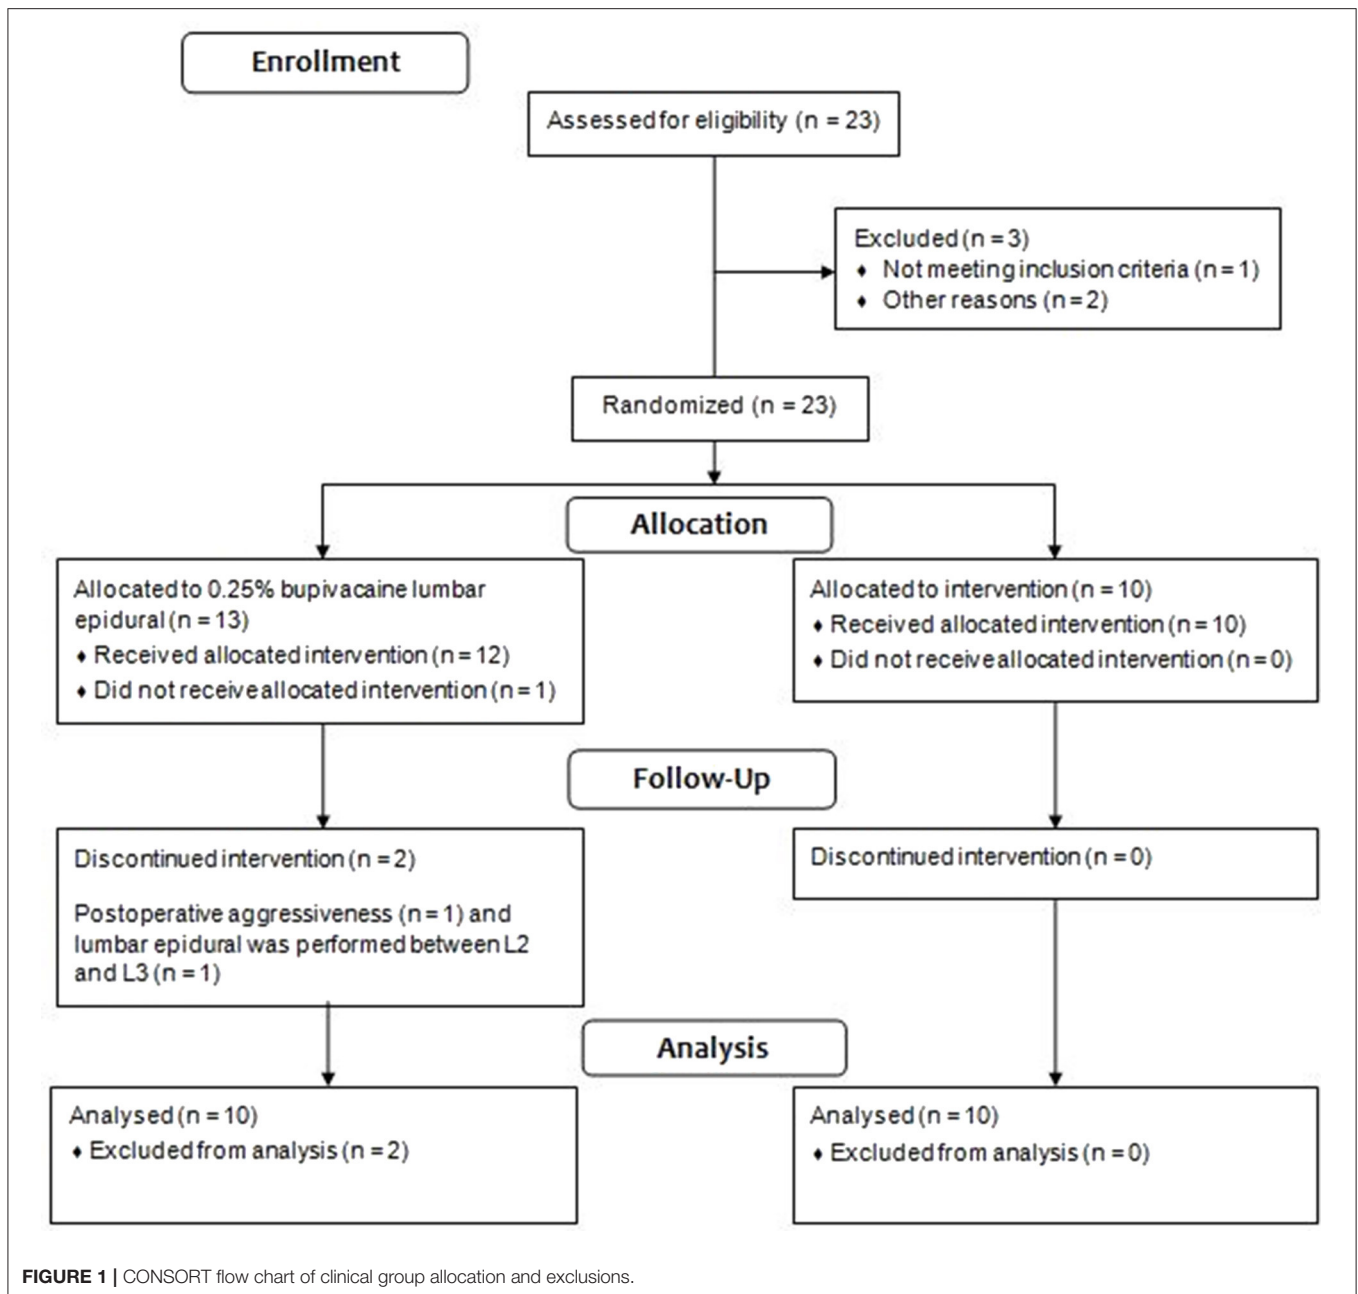 Enrollment
Assessed for eligibility (n = 23)
Excluded (n = 3)
♦ Not meeting inclusion criteria (n = 1)
♦ Other reasons (n = 2)
Randomized (n = 23)
Allocation
Allocated to 0.25% bupivacaine lumbar
epidural (n = 13)
♦ Received allocated intervention (n = 12)
♦ Did not receive allocated intervention (n = 1)
Allocated to intervention (n = 10)
♦ Received allocated intervention (n = 10)
♦ Did not receive allocated intervention (n = 0)
Follow-Up
Discontinued intervention (n = 2)
Postoperative aggressiveness (n = 1) and
lumbar epidural was performed between L2
and L3 (n = 1)
Discontinued intervention (n = 0)
Analysis
Analysed (n = 10)
♦ Excluded from analysis (n = 2)
Analysed (n = 10)
♦ Excluded from analysis (n = 0)
FIGURE 1 | CONSORT flow chart of clinical group allocation and exclusions.